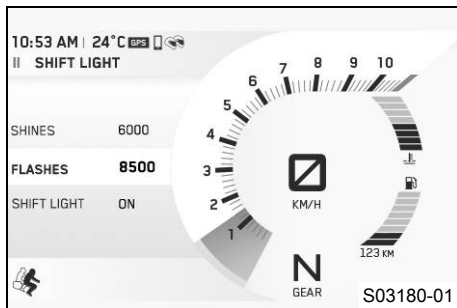 10:53 AM | 24°C GPS
II SHIFT LIGHT
SHINES 6000
FLASHES 8500
SHIFT LIGHT ON
1
2
3
4
5
6
7
8
9
10
0
KM/H
N
GEAR
123 KM
S03180-01